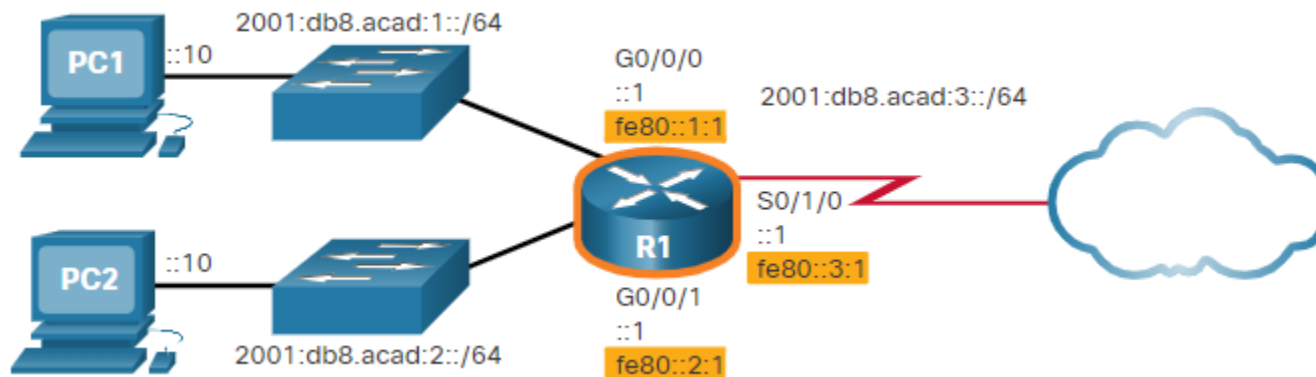 2001:db8.acad:1::/64
PC1
::10
G0/0/0
::1
fe80::1:1
2001:db8.acad:3::/64
R1
S0/1/0
::1
fe80::3:1
PC2
::10
2001:db8.acad:2::/64
G0/0/1
::1
fe80::2:1